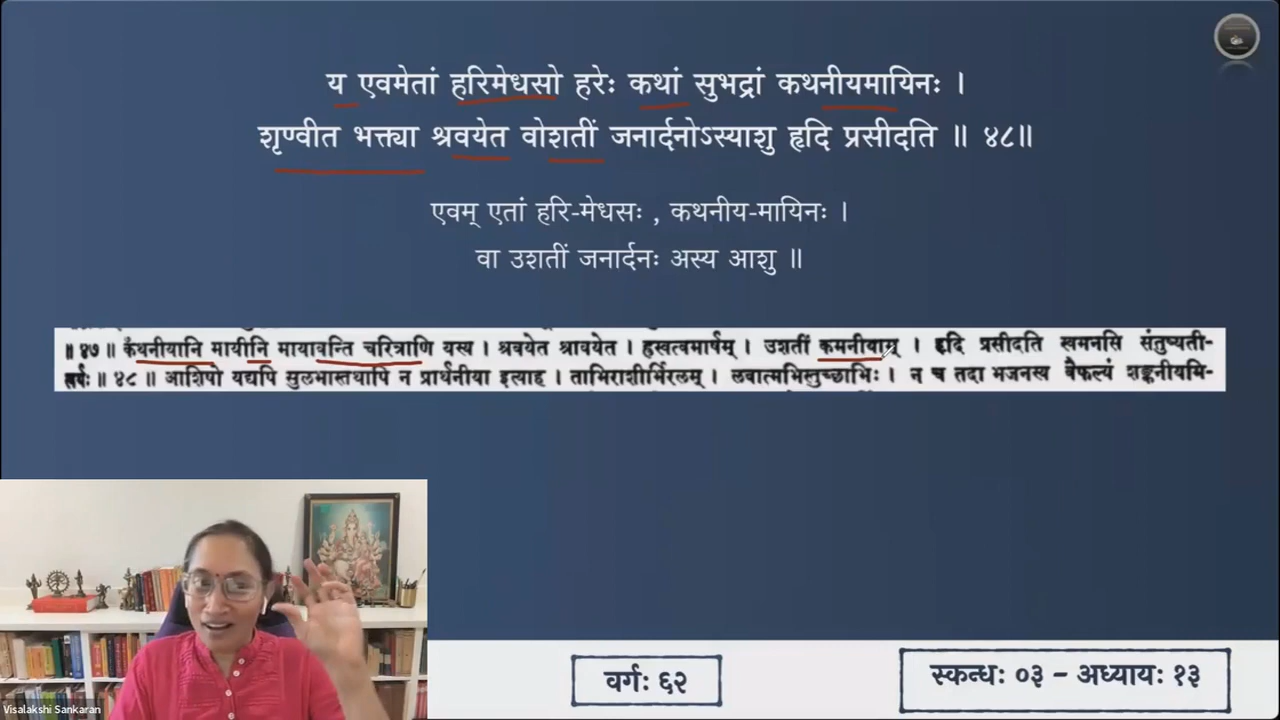 य एवमेतां हरिमेधसो हरेः कथां सुभद्रां कथनीयमायिनः ।
शृण्वीत भक्त्या श्रवयेत वोशतीं जनार्दनोऽस्याशु हृदि प्रसीदति ॥ ४८॥
एवम् एतां हरि-मेधसः , कथनीय-मायिनः ।
वा उशतीं जनार्दनः अस्य आशु ॥
॥ ४७ ॥ कथनीयानि मायीनि मायावन्ति चरित्राणि यस्य । श्रवयेत श्रावयेत । ह्रस्वत्वमार्षम् । उशतीं कमनीयाम् । हृदि प्रसीदति स्वमनसि संतुष्यती-
त्यर्थः ॥ ४८ ॥ आशिषो यद्यपि सुलभास्तथापि न प्रार्थनीया इत्याह । ताभिराशीर्भिरलम् । लवात्मभिस्तुच्छाभिः । न च तदा भजनस्य वैफल्यं शङ्कनीयमि-
Visalakshi Sankaran
वर्गः ६२
स्कन्धः ०३ – अध्यायः १३